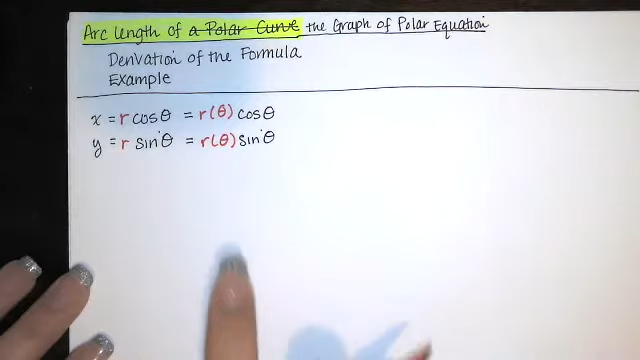 Arc length of a Polar Curve the Graph of Polar Equation
Derivation of the Formula
Example
x = r cosθ = r(θ) cosθ
y = r sinθ = r(θ) sinθ